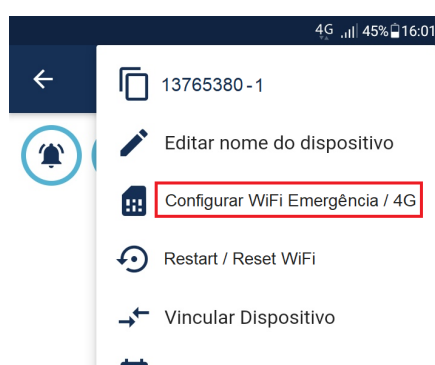 4G 45% 16:01
13765380-1
Editar nome do dispositivo
Configurar WiFi Emergência / 4G
Restart / Reset WiFi
Vincular Dispositivo